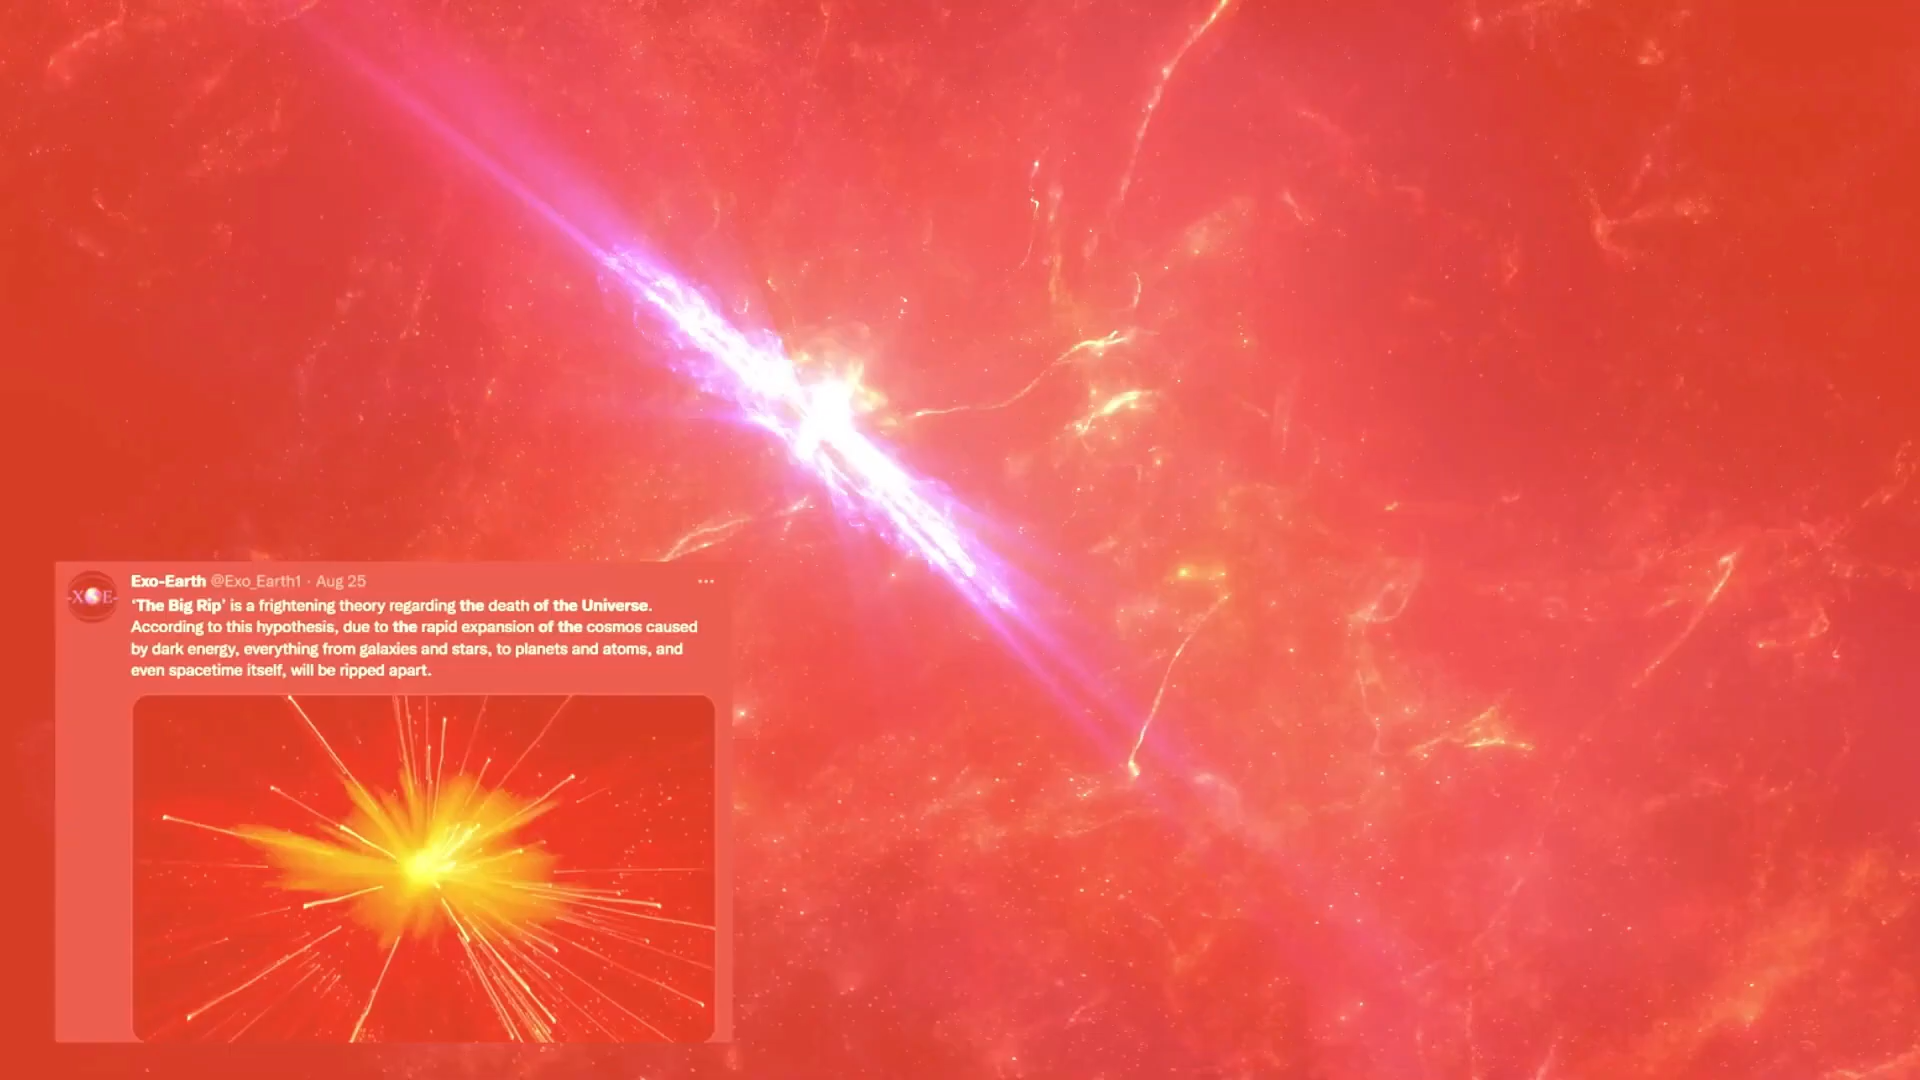 Exo-Earth @Exo_Earth1 · Aug 25
‘The Big Rip’ is a frightening theory regarding the death of the Universe.
According to this hypothesis, due to the rapid expansion of the cosmos caused
by dark energy, everything from galaxies and stars, to planets and atoms, and
even spacetime itself, will be ripped apart.